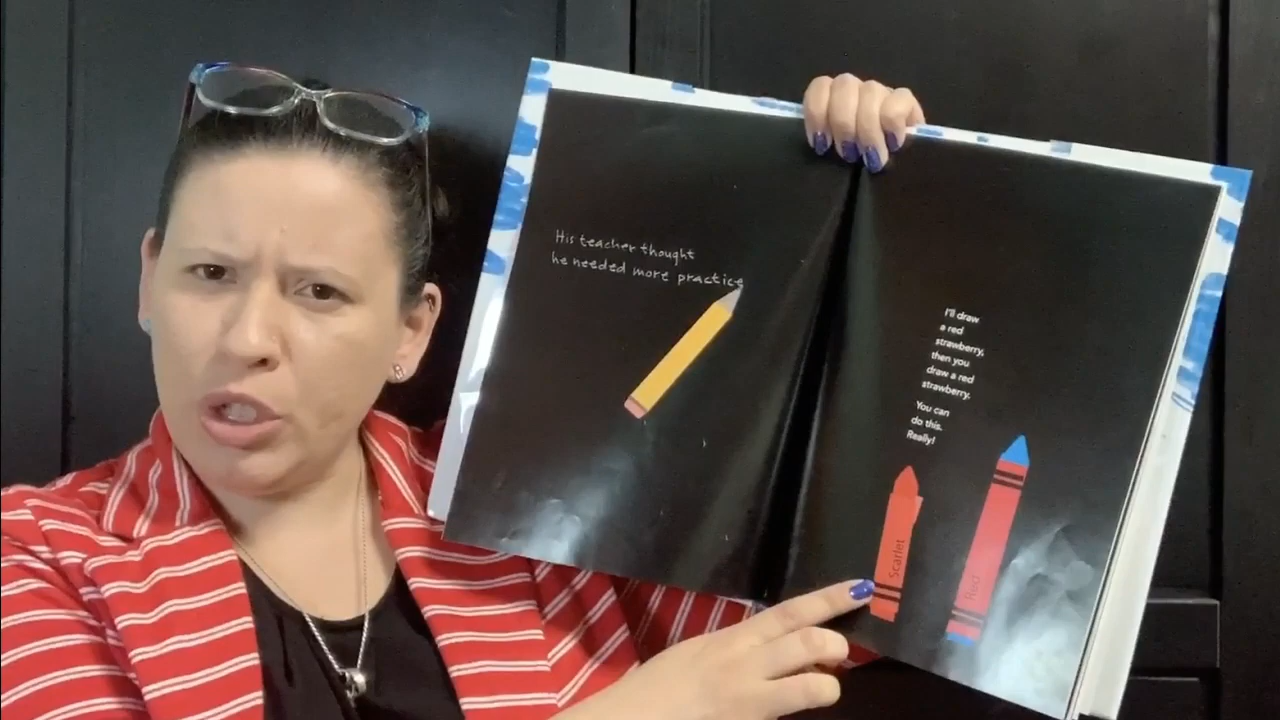 His teacher thought
he needed more practice
I'll draw
a red
strawberry,
then you
draw a red
strawberry.
You can
do this.
Really!
Scarlet
Red